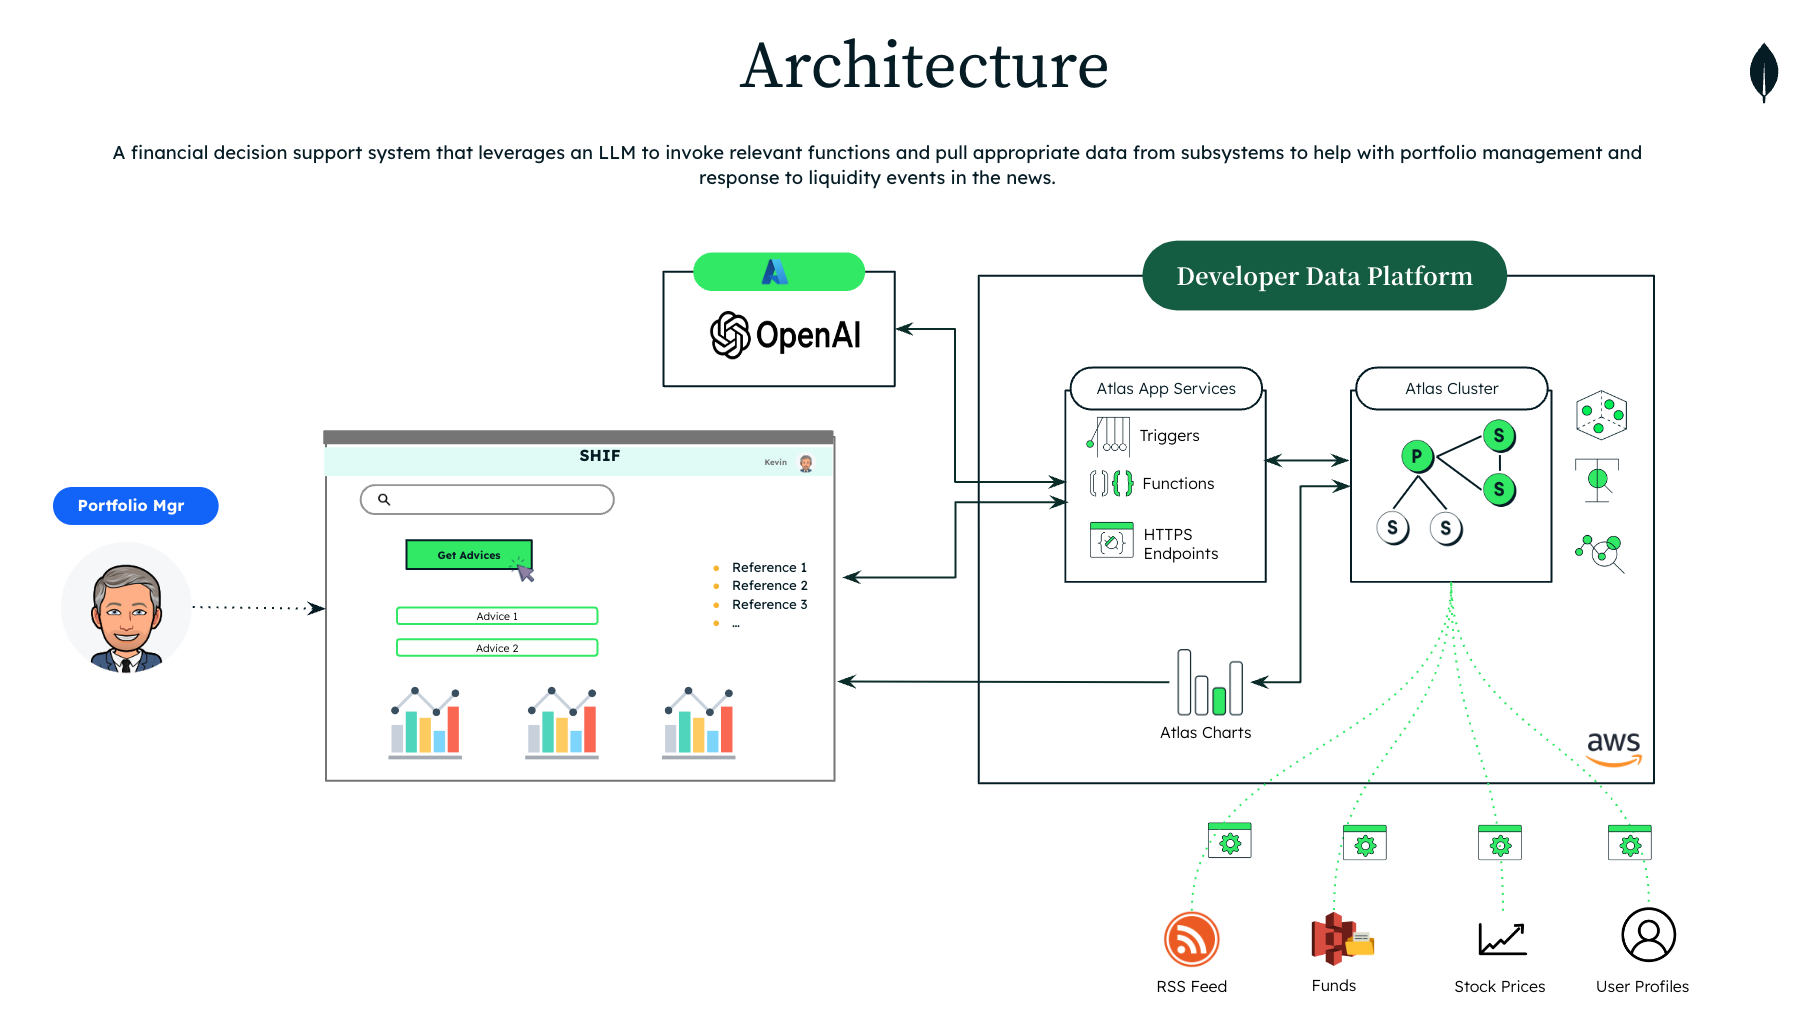 Architecture
A financial decision support system that leverages an LLM to invoke relevant functions and pull appropriate data from subsystems to help with portfolio management and
response to liquidity events in the news.
Developer Data Platform
OpenAI
Atlas App Services
Atlas Cluster
Triggers
Functions
HTTPS
Endpoints
P
S
S
S
S
SHIF
Kevin
Portfolio Mgr
Get Advices
Reference 1
Reference 2
Reference 3
...
Advice 1
Advice 2
Atlas Charts
aws
RSS Feed
Funds
Stock Prices
User Profiles